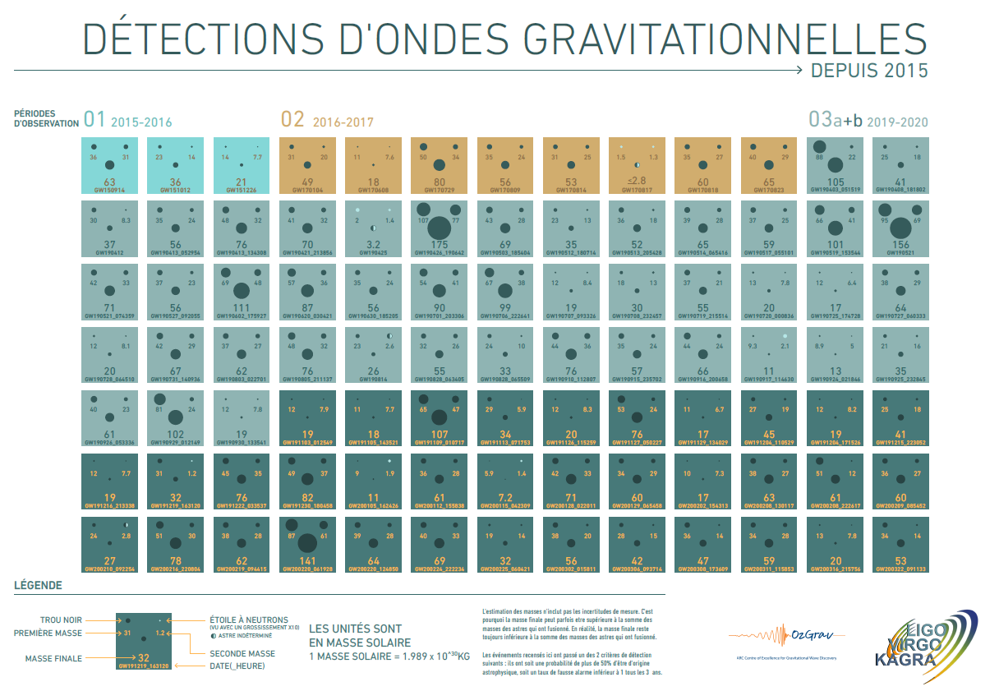 DÉTECTIONS D'ONDES GRAVITATIONNELLES
DEPUIS 2015
PÉRIODES
D'OBSERVATION
01 2015-2016
02 2016-2017
03a+b 2019-2020
36 31
63
GW150914
23 14
36
GW151012
14 7.7
21
GW151226
31 20
49
GW170104
11 7.6
18
GW170608
50 34
80
GW170729
35 24
56
GW170809
31 25
53
GW170814
1.5 1.3
≤2.8
GW170817
35 27
60
GW170818
40 29
65
GW170823
88 22
105
GW190403_051519
25 18
41
GW190408_181802
30 8.3
37
GW190412
35 24
56
GW190413_052954
48 32
76
GW190413_134308
41 32
70
GW190421_213856
2 1.4
3.2
GW190425
107 77
175
GW190426_190642
43 28
69
GW190503_185404
23 13
35
GW190512_180714
36 18
52
GW190513_205428
39 28
65
GW190514_065416
37 25
59
GW190517_055101
66 41
101
GW190519_153544
95 69
156
GW190521
42 33
71
GW190521_074359
37 23
56
GW190527_092055
69 48
111
GW190602_175927
57 36
87
GW190620_030421
35 24
56
GW190630_185205
54 41
90
GW190701_203306
67 38
99
GW190706_222641
12 8.4
19
GW190707_093326
18 13
30
GW190708_232457
37 21
55
GW190719_215514
13 7.8
20
GW190720_000836
12 6.4
17
GW190725_174728
38 29
64
GW190727_060333
12 8.1
20
GW190728_064510
42 29
67
GW190731_140936
37 27
62
GW190803_022701
48 32
76
GW190805_211137
23 2.6
26
GW190814
32 26
55
GW190828_063405
24 10
33
GW190828_065509
44 36
76
GW190910_112807
35 24
57
GW190915_235702
44 24
66
GW190916_200658
9.3 2.1
11
GW190917_114630
8.9 5
13
GW190924_021846
21 16
35
GW190925_232845
40 23
61
GW190926_053336
81 24
102
GW190929_012149
12 7.8
19
GW190930_133541
12 7.9
19
GW191103_012549
11 7.7
18
GW191105_143521
65 47
107
GW191109_010717
29 5.9
34
GW191113_071753
12 8.3
20
GW191126_115259
53 24
76
GW191127_050227
11 6.7
17
GW191129_134029
27 19
45
GW191204_110529
12 8.2
19
GW191204_171526
25 18
41
GW191215_223052
12 7.7
19
GW191216_213338
31 1.2
32
GW191219_163120
45 35
76
GW191222_033537
49 37
82
GW191230_180458
9 1.9
11
GW200105_162426
36 28
61
GW200112_155838
5.9 1.4
7.2
GW200115_042309
42 33
71
GW200128_022011
34 29
60
GW200129_065458
10 7.3
17
GW200202_154313
38 27
63
GW200208_130117
51 12
61
GW200208_222617
36 27
60
GW200209_085452
24 2.8
27
GW200210_092254
51 30
78
GW200216_220804
38 28
62
GW200219_094415
87 61
141
GW200220_061928
39 28
64
GW200220_124850
40 33
69
GW200224_222234
19 14
32
GW200225_060421
38 20
56
GW200302_015811
28 15
42
GW200306_093714
36 14
47
GW200308_173609
34 28
59
GW200311_115853
13 7.8
20
GW200316_215756
34 14
53
GW200322_091133
LÉGENDE
TROU NOIR
PREMIÈRE MASSE
MASSE FINALE
31 1.2
32
GW191219_163120
ÉTOILE À NEUTRONS
(VU AVEC UN GROSSISSEMENT X10)
ASTRE INDÉTERMINÉ
SECONDE MASSE
DATE(_HEURE)
LES UNITÉS SONT
EN MASSE SOLAIRE
1 MASSE SOLAIRE = 1.989 x 10^30KG
L'estimation des masses n'inclut pas les incertitudes de mesure. C'est
pourquoi la masse finale peut parfois etre supérieure à la somme des
masses des astres qui ont fusionné. En réalité, la masse finale reste
toujours inférieure à la somme des masses des astres qui ont fusionné.
Les événements recensés ici ont passé un des 2 critères de détection
suivants : ils ont soit une probabilité de plus de 50% d'être d'origine
astrophysique, soit un taux de fausse alarme inférieur à 1 tous les 3 ans.
OzGrav
ARC Centre of Excellence for Gravitational Wave Discovery
LIGO
VIRGO
KAGRA